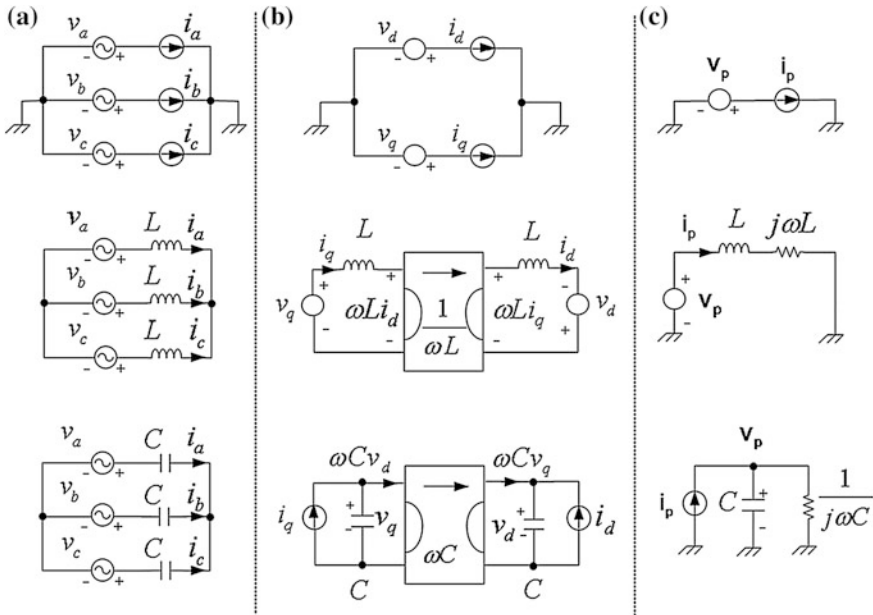 (a)
v_a
- +
i_a
v_b
- +
i_b
v_c
- +
i_c
v_a
L
i_a
- +
v_b
L
i_b
- +
v_c
L
i_c
- +
v_a
C
i_a
- +
v_b
C
i_b
- +
v_c
C
i_c
- +
(b)
v_d
i_d
- +
v_q
i_q
- +
i_q
L
L
i_d
+
+
-
v_q
ωLi_d
1/ωL
ωLi_q
v_d
-
-
+
+
ωCv_d
ωCv_q
i_q
+
-
v_q
v_d
+
-
i_d
C
ωC
C
(c)
v_p
i_p
- +
i_p
L
jωL
+
v_p
-
v_p
i_p
C
+
-
1/jωC